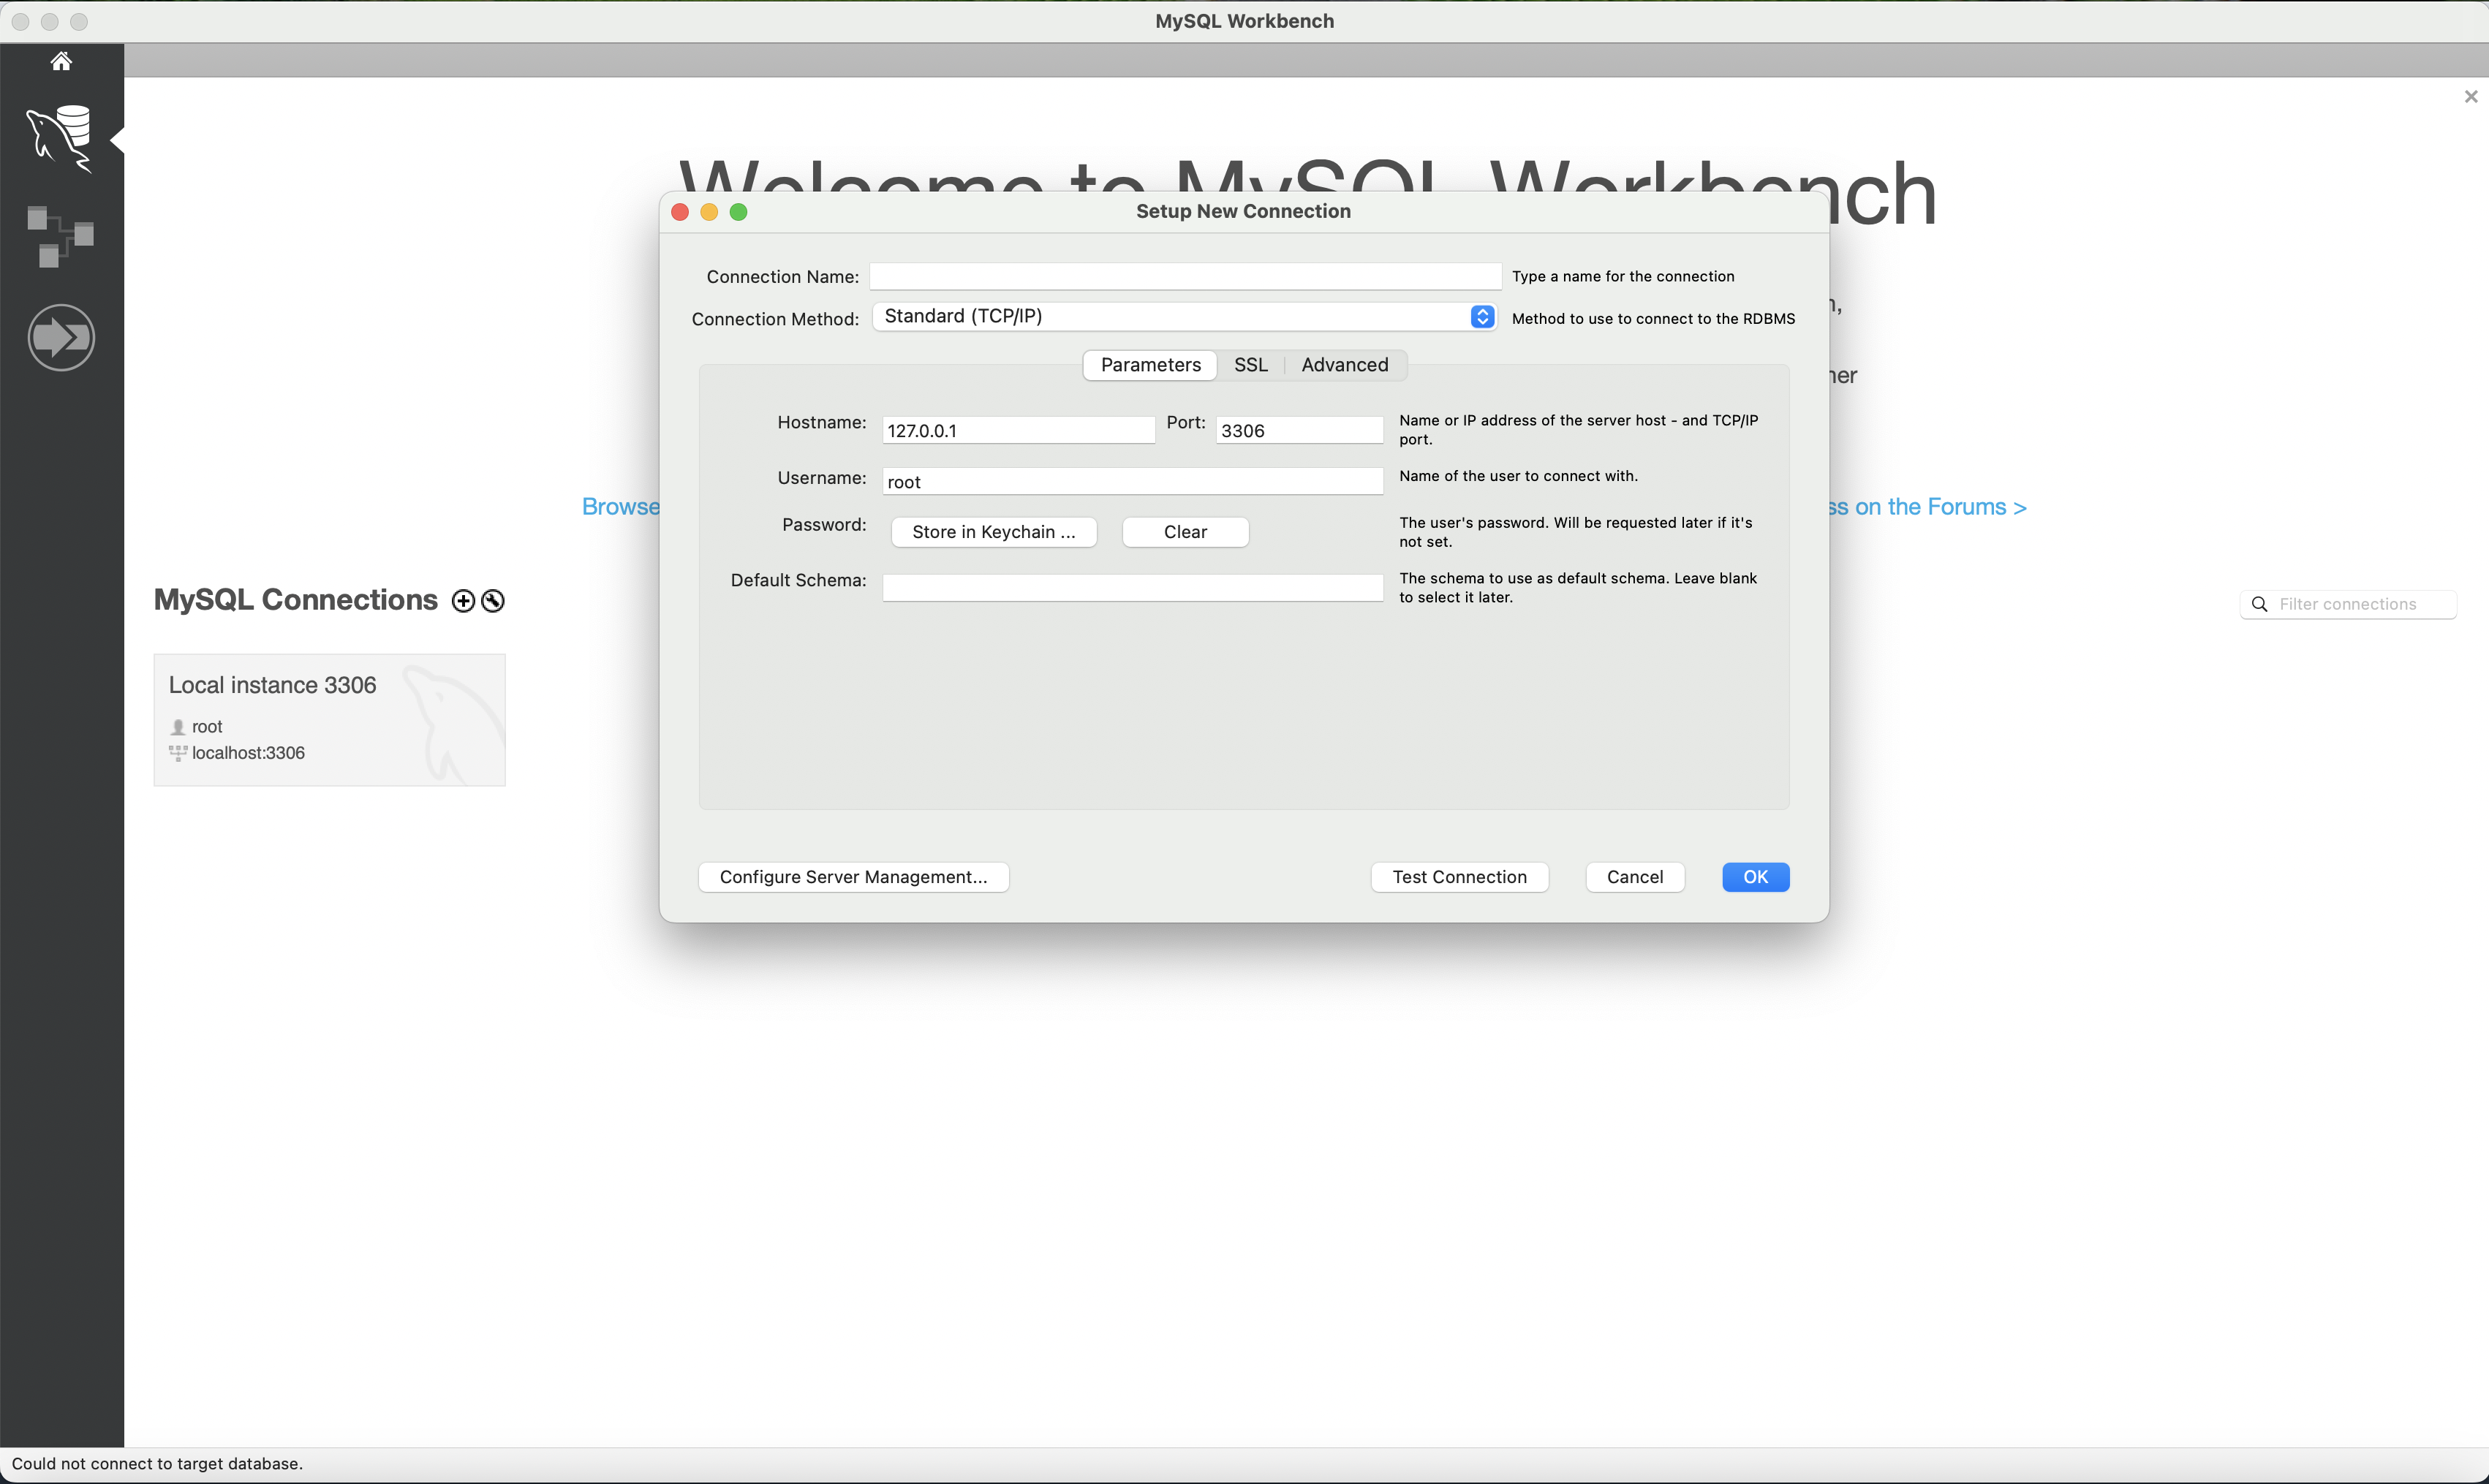 MySQL Workbench
Welcome to MySQL Workbench
Setup New Connection
Connection Name:
Type a name for the connection
Connection Method:
Standard (TCP/IP)
Method to use to connect to the RDBMS
Parameters
SSL
Advanced
Hostname:
127.0.0.1
Port:
3306
Name or IP address of the server host - and TCP/IP
port.
Username:
root
Name of the user to connect with.
Password:
Store in Keychain ...
Clear
The user's password. Will be requested later if it's
not set.
Default Schema:
The schema to use as default schema. Leave blank
to select it later.
Browse
ss on the Forums >
MySQL Connections
Filter connections
Local instance 3306
root
localhost:3306
Configure Server Management...
Test Connection
Cancel
OK
Could not connect to target database.